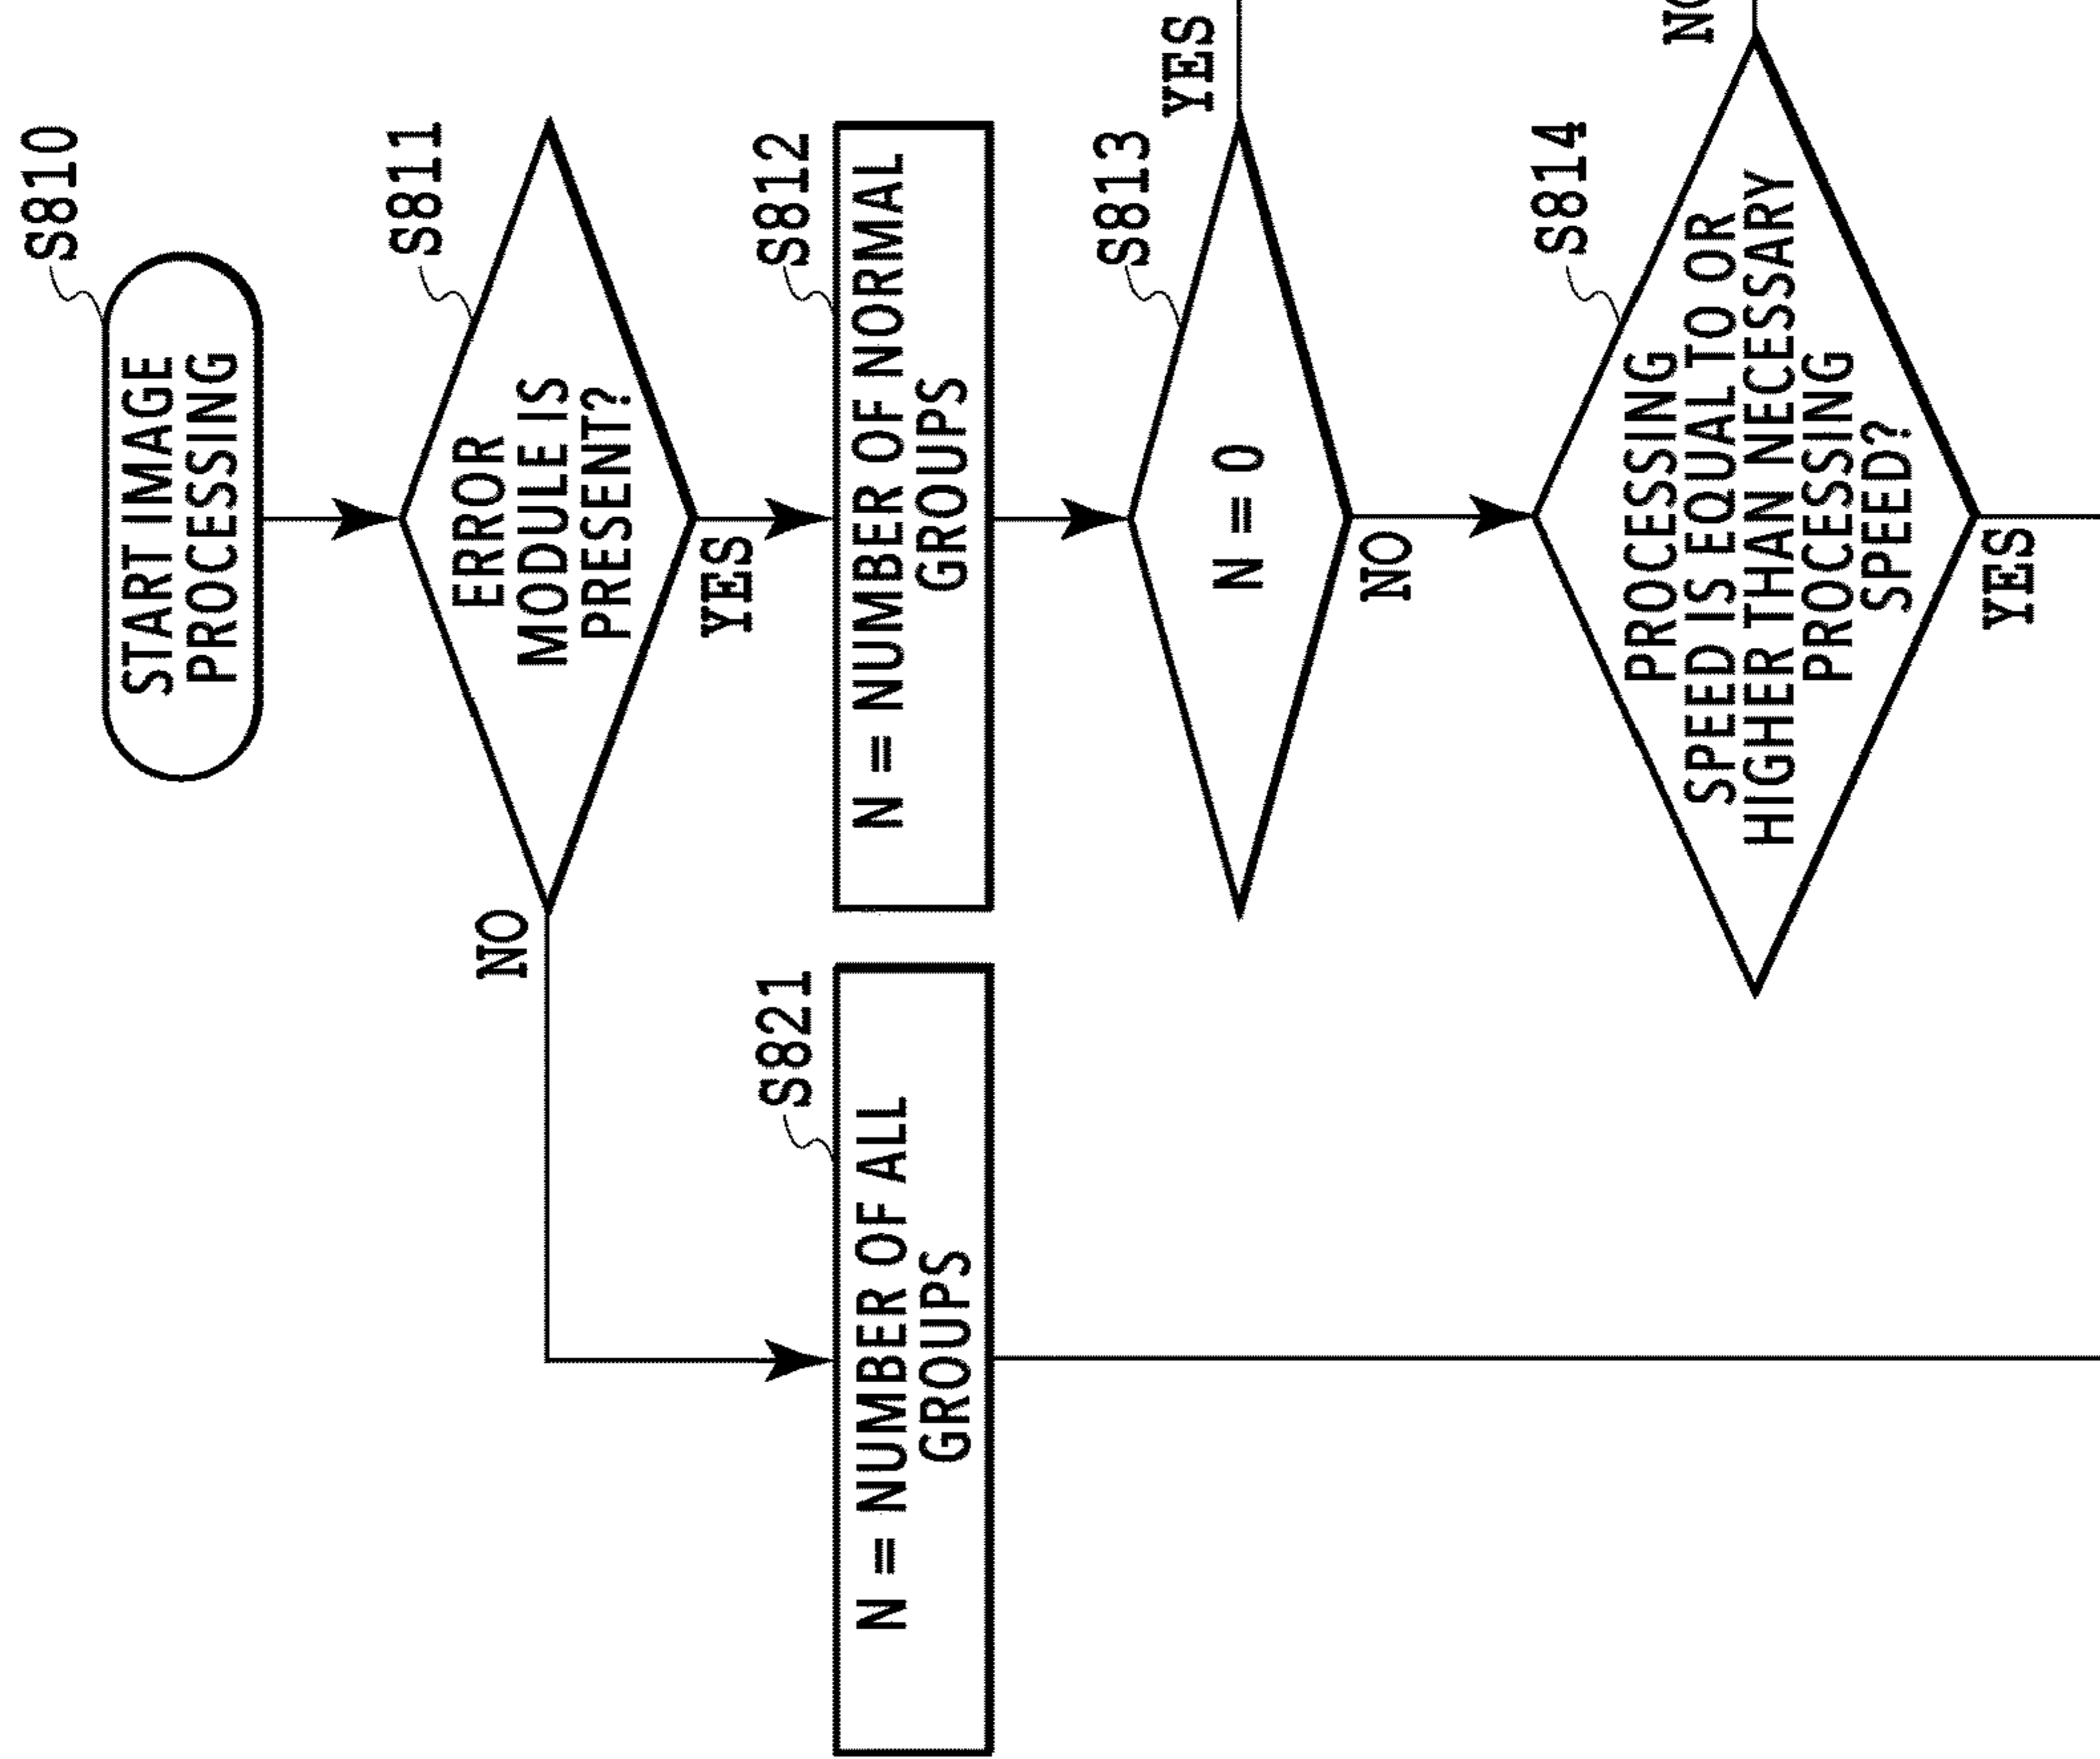 S810
START IMAGE
PROCESSING
S811
ERROR
MODULE IS
PRESENT?
NO
YES
S821
N = NUMBER OF ALL
GROUPS
S812
N = NUMBER OF NORMAL
GROUPS
S813
N = 0
YES
NO
S814
PROCESSING
SPEED IS EQUAL TO OR
HIGHER THAN NECESSARY
PROCESSING
SPEED?
NO
YES